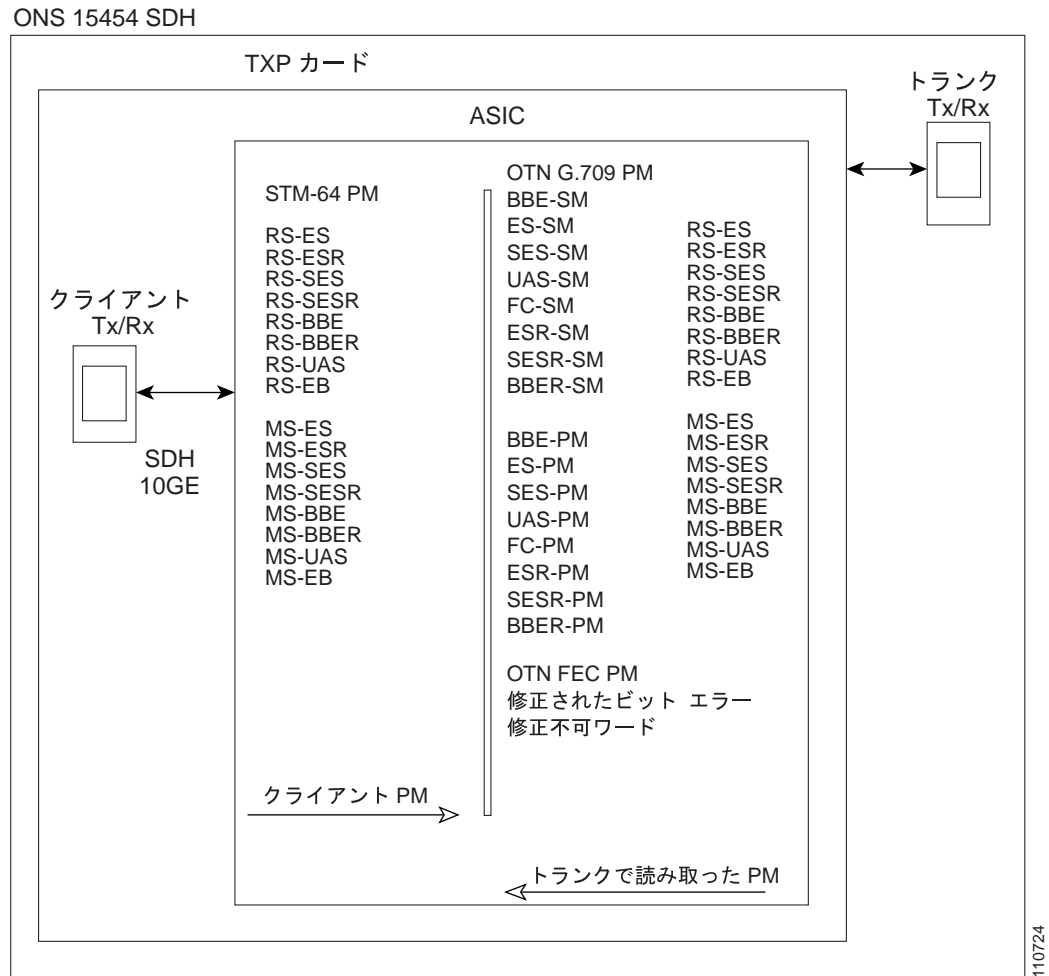 ONS 15454 SDH
TXP カード
ASIC
トランク
Tx/Rx
クライアント
Tx/Rx
SDH
10GE
STM-64 PM
RS-ES
RS-ESR
RS-SES
RS-SESR
RS-BBE
RS-BBER
RS-UAS
RS-EB
MS-ES
MS-ESR
MS-SES
MS-SESR
MS-BBE
MS-BBER
MS-UAS
MS-EB
OTN G.709 PM
BBE-SM
ES-SM
SES-SM
UAS-SM
FC-SM
ESR-SM
SESR-SM
BBER-SM
BBE-PM
ES-PM
SES-PM
UAS-PM
FC-PM
ESR-PM
SESR-PM
BBER-PM
OTN FEC PM
修正されたビット エラー
修正不可ワード
RS-ES
RS-ESR
RS-SES
RS-SESR
RS-BBE
RS-BBER
RS-UAS
RS-EB
MS-ES
MS-ESR
MS-SES
MS-SESR
MS-BBE
MS-BBER
MS-UAS
MS-EB
クライアント PM
トランクで読み取った PM
110724